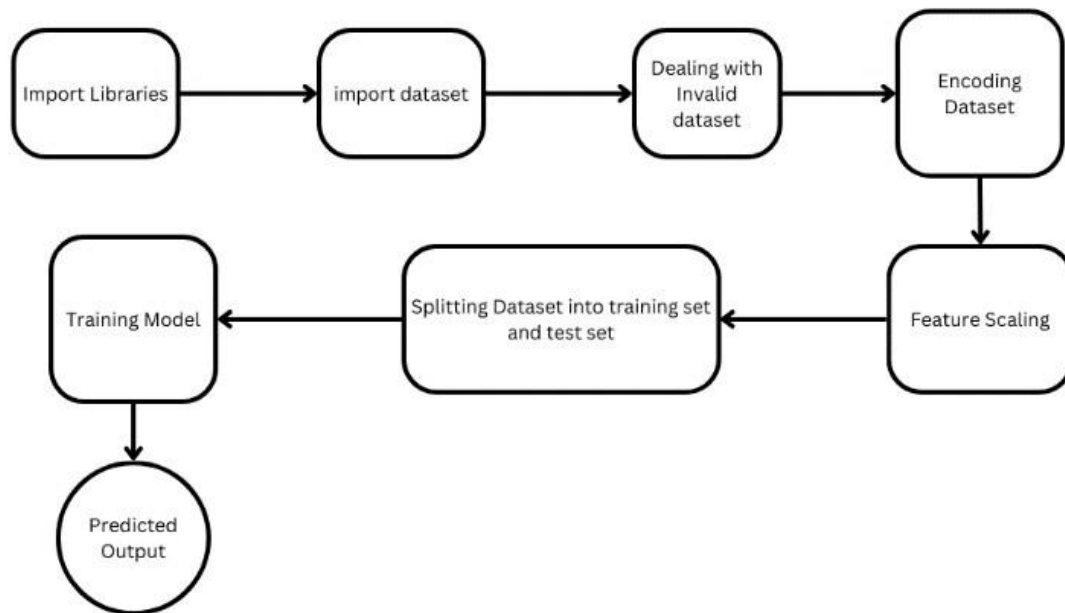 Import Libraries
import dataset
Dealing with
Invalid
dataset
Encoding
Dataset
Feature Scaling
Splitting Dataset into training set
and test set
Training Model
Predicted
Output